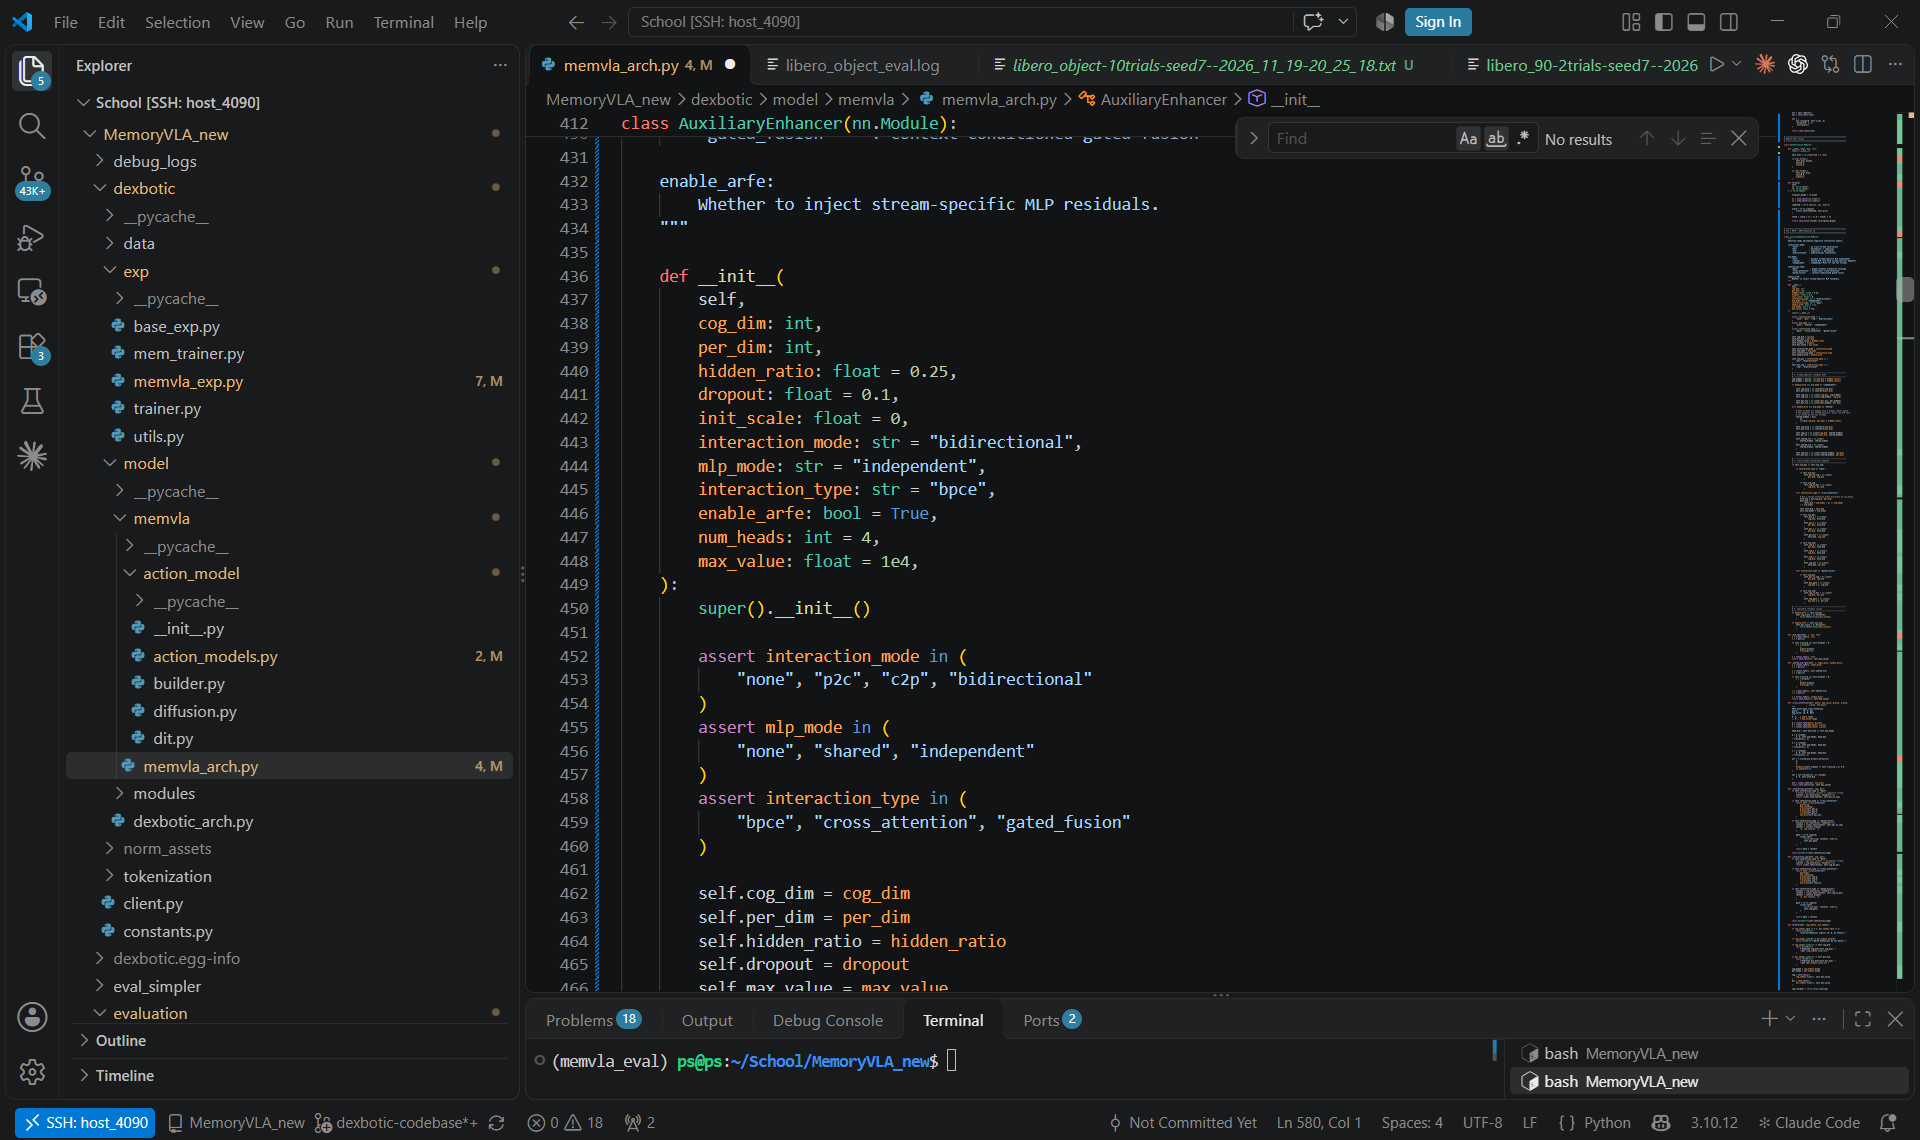 File Edit Selection View Go Run Terminal Help
School [SSH: host_4090]
Sign In
Explorer
School [SSH: host_4090]
MemoryVLA_new
debug_logs
dexbotic
__pycache__
data
exp
__pycache__
base_exp.py
mem_trainer.py
memvla_exp.py 7, M
trainer.py
utils.py
model
__pycache__
memvla
__pycache__
action_model
__pycache__
__init__.py
action_models.py 2, M
builder.py
diffusion.py
dit.py
memvla_arch.py 4, M
modules
dexbotic_arch.py
norm_assets
tokenization
client.py
constants.py
dexbotic.egg-info
eval_simpler
evaluation
Outline
Timeline
5
43K+
3
memvla_arch.py 4, M
libero_object_eval.log
libero_object-10trials-seed7--2026_11_19-20_25_18.txt U
libero_90-2trials-seed7--2026
MemoryVLA_new > dexbotic > model > memvla > memvla_arch.py > AuxiliaryEnhancer > __init__
Find
Aa ab .* No results
412 class AuxiliaryEnhancer(nn.Module):
431
432 enable_arfe:
433 Whether to inject stream-specific MLP residuals.
434 """
435
436 def __init__(
437 self,
438 cog_dim: int,
439 per_dim: int,
440 hidden_ratio: float = 0.25,
441 dropout: float = 0.1,
442 init_scale: float = 0,
443 interaction_mode: str = "bidirectional",
444 mlp_mode: str = "independent",
445 interaction_type: str = "bpce",
446 enable_arfe: bool = True,
447 num_heads: int = 4,
448 max_value: float = 1e4,
449 ):
450 super().__init__()
451
452 assert interaction_mode in (
453 "none", "p2c", "c2p", "bidirectional"
454 )
455 assert mlp_mode in (
456 "none", "shared", "independent"
457 )
458 assert interaction_type in (
459 "bpce", "cross_attention", "gated_fusion"
460 )
461
462 self.cog_dim = cog_dim
463 self.per_dim = per_dim
464 self.hidden_ratio = hidden_ratio
465 self.dropout = dropout
466 self.max_value = max_value
Problems 18 Output Debug Console Terminal Ports 2
(memvla_eval) ps@ps:~/School/MemoryVLA_new$
bash MemoryVLA_new
bash MemoryVLA_new
SSH: host_4090 MemoryVLA_new dexbotic-codebase*+ 0 18 2
Not Committed Yet Ln 580, Col 1 Spaces: 4 UTF-8 LF { } Python 3.10.12 Claude Code